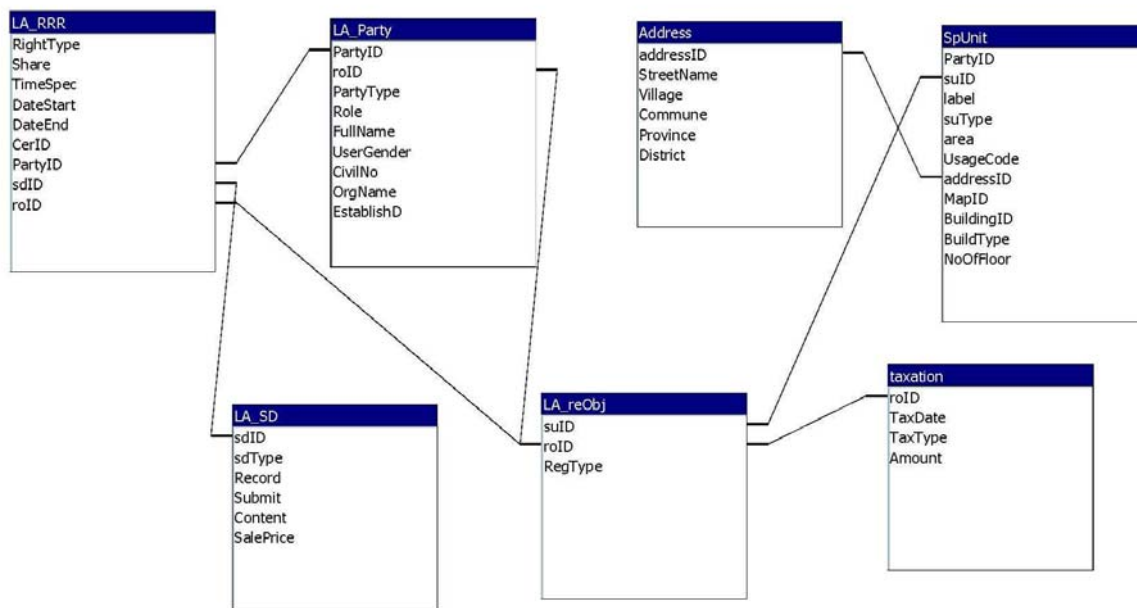 LA_RRR
RightType
Share
TimeSpec
DateStart
DateEnd
CerID
PartyID
sdID
roID
LA_Party
PartyID
roID
PartyType
Role
FullName
UserGender
CivilNo
OrgName
EstablishD
Address
addressID
StreetName
Village
Commune
Province
District
SpUnit
PartyID
suID
label
suType
area
UsageCode
addressID
MapID
BuildingID
BuildType
NoOfFloor
LA_SD
sdID
sdType
Record
Submit
Content
SalePrice
LA_reObj
suID
roID
RegType
taxation
roID
TaxDate
TaxType
Amount